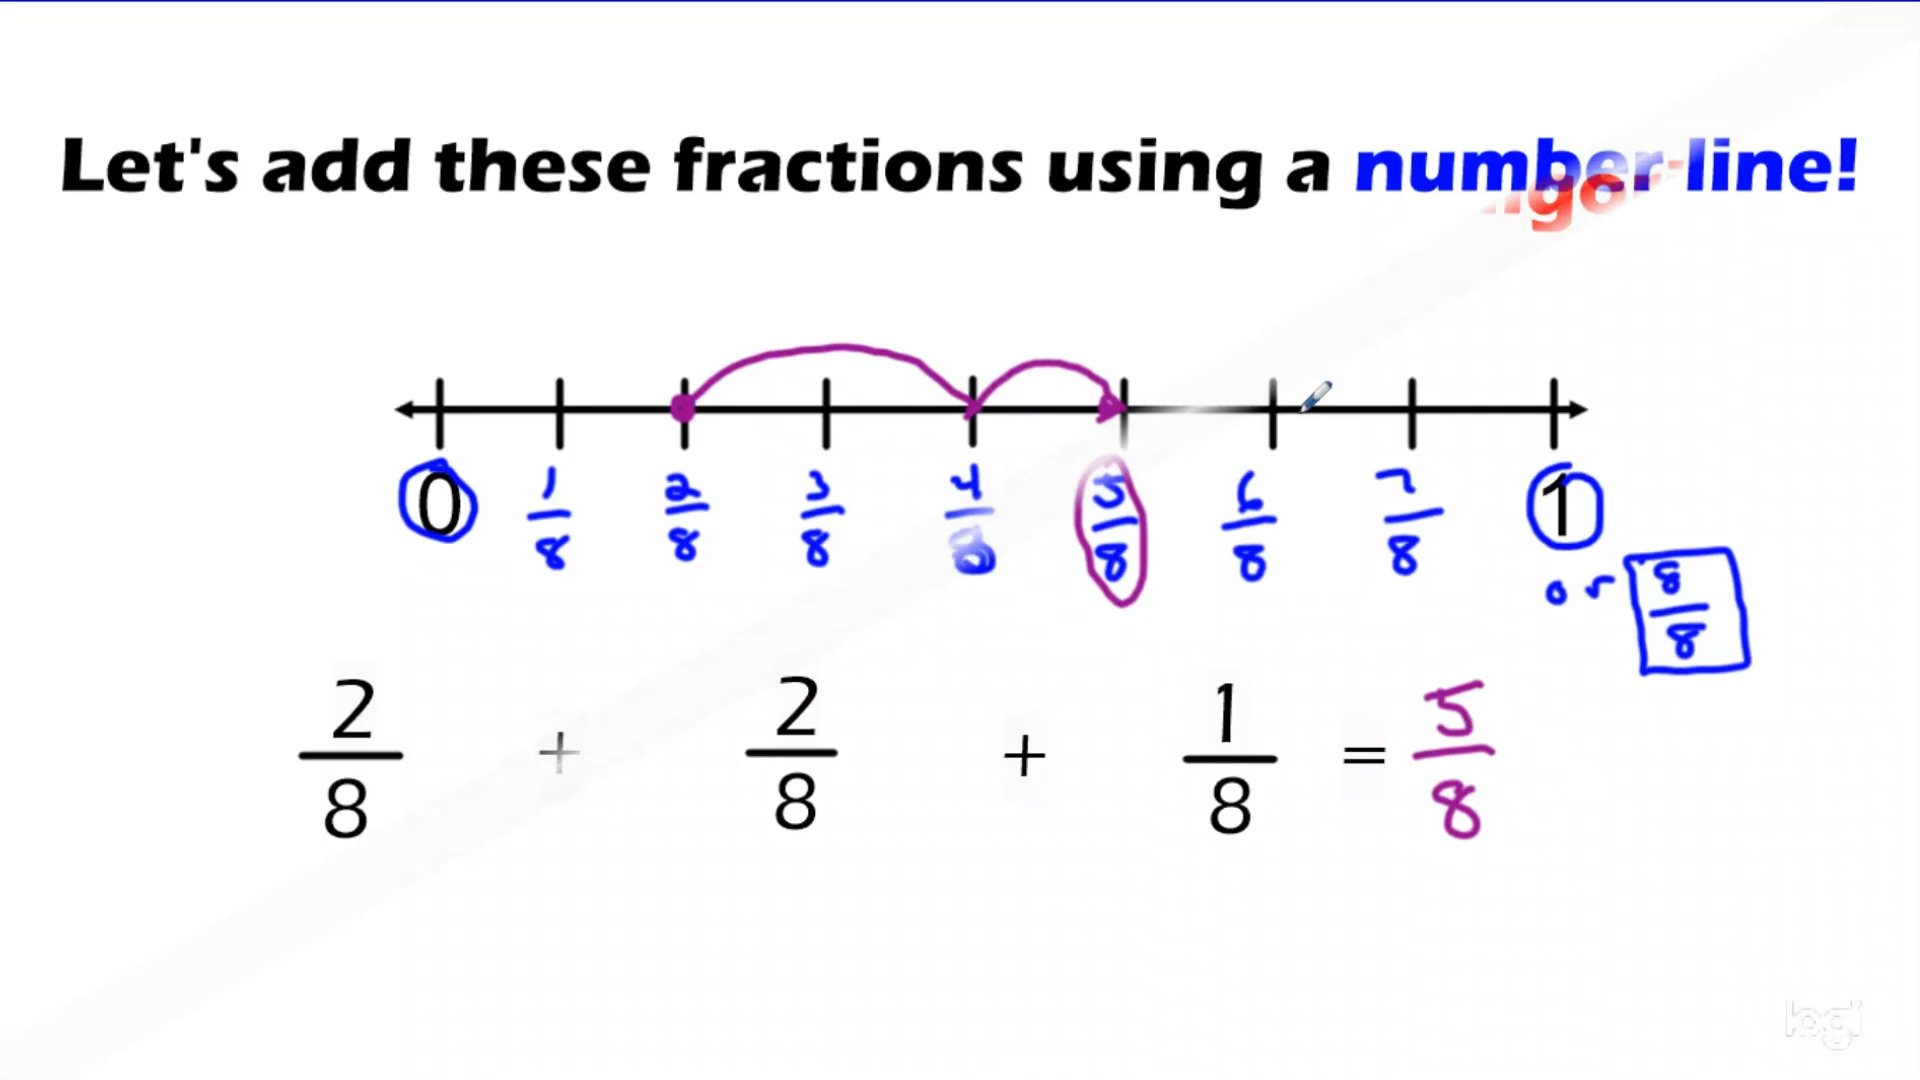 Let's add these fractions using a number line!
0 1/8 2/8 3/8 4/8 5/8 6/8 7/8 1
or 8/8
2/8 + 2/8 + 1/8 = 5/8
logi